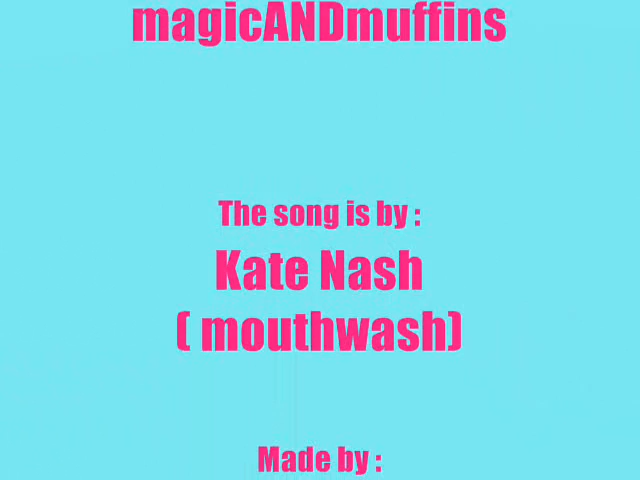 magicANDmuffins
The song is by :
Kate Nash
( mouthwash)
Made by :